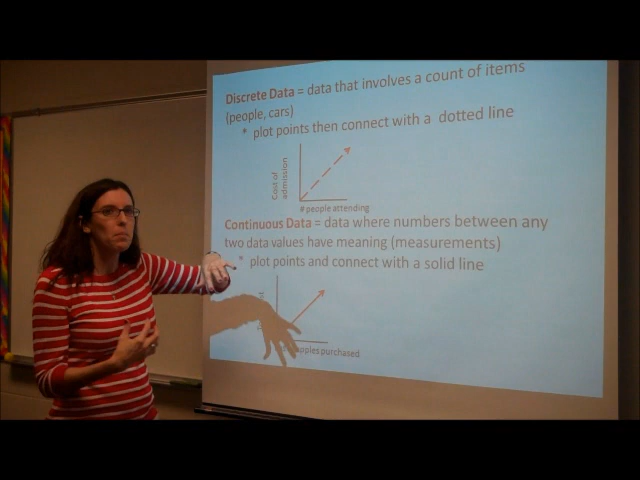 Discrete Data = data that involves a count of items
(people, cars)
* plot points then connect with a dotted line
Cost of
admission
# people attending
Continuous Data = data where numbers between any
two data values have meaning (measurements)
* plot points and connect with a solid line
apples purchased